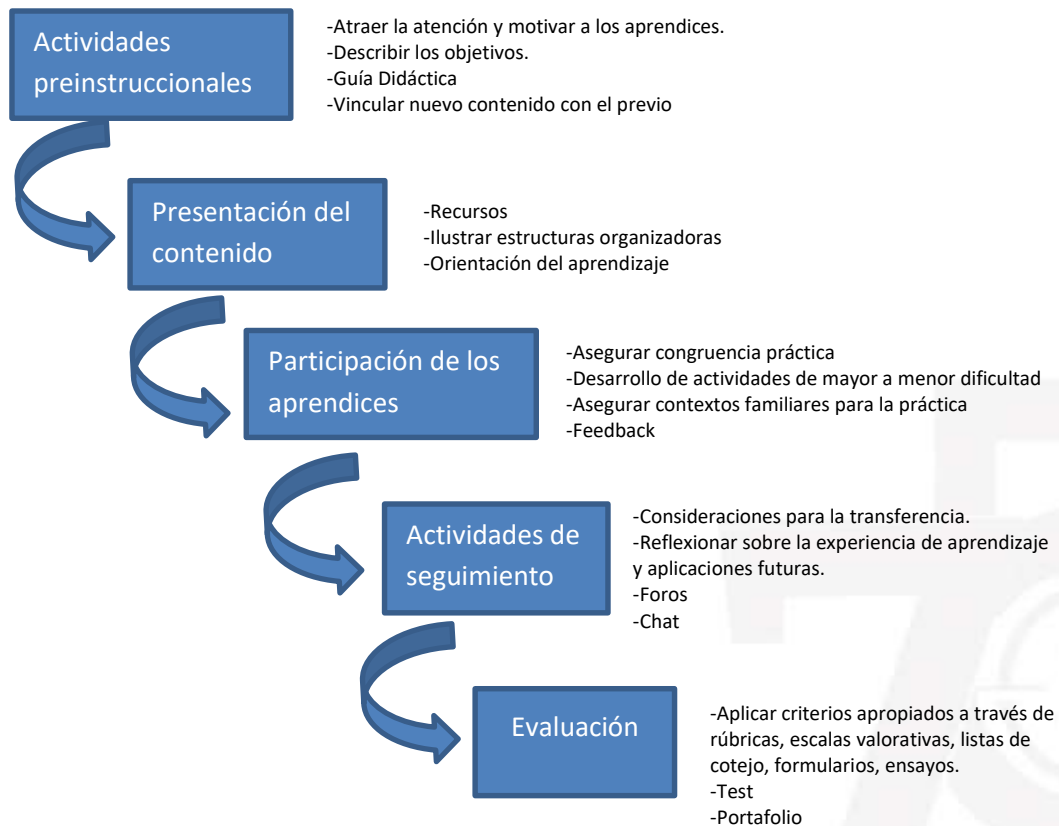 Actividades
preinstruccionales
-Atraer la atención y motivar a los aprendices.
-Describir los objetivos.
-Guía Didáctica
-Vincular nuevo contenido con el previo
Presentación del
contenido
-Recursos
-Ilustrar estructuras organizadoras
-Orientación del aprendizaje
Participación de los
aprendices
-Asegurar congruencia práctica
-Desarrollo de actividades de mayor a menor dificultad
-Asegurar contextos familiares para la práctica
-Feedback
Actividades de
seguimiento
-Consideraciones para la transferencia.
-Reflexionar sobre la experiencia de aprendizaje
y aplicaciones futuras.
-Foros
-Chat
Evaluación
-Aplicar criterios apropiados a través de
rúbricas, escalas valorativas, listas de
cotejo, formularios, ensayos.
-Test
-Portafolio